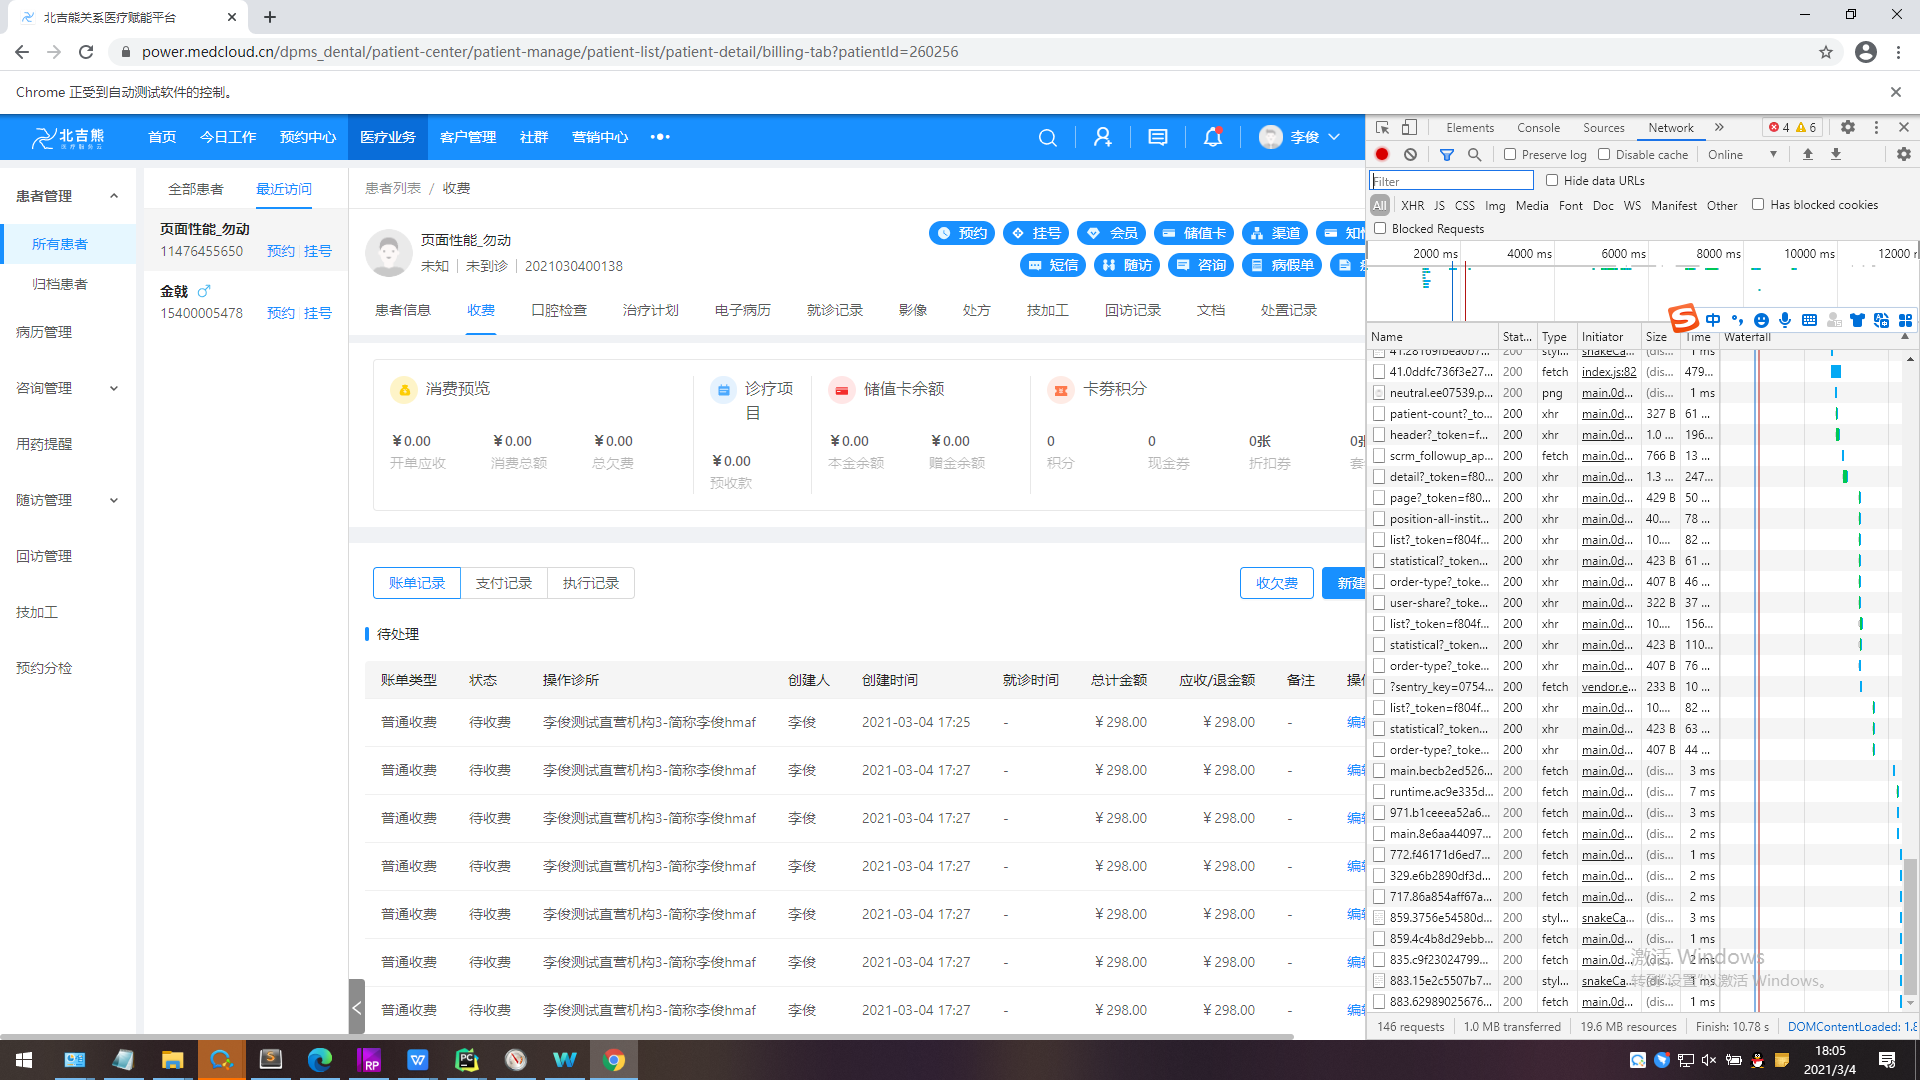 北吉熊关系医疗赋能平台
power.medcloud.cn/dpms_dental/patient-center/patient-manage/patient-list/patient-detail/billing-tab?patientId=260256
Chrome 正受到自动测试软件的控制。
北吉熊
医疗服务云
首页 今日工作 预约中心 医疗业务 客户管理 社群 营销中心 •••
李俊
患者管理
所有患者
归档患者
病历管理
咨询管理
用药提醒
随访管理
回访管理
技加工
预约分检
全部患者 最近访问
页面性能_勿动
11476455650 预约 挂号
金戟
15400005478 预约 挂号
患者列表 / 收费
页面性能_勿动
未知 未到诊 2021030400138
预约 挂号 会员 储值卡 渠道
短信 随访 咨询 病假单
患者信息 收费 口腔检查 治疗计划 电子病历 就诊记录 影像 处方 技加工 回访记录 文档 处置记录
消费预览
¥0.00 ¥0.00 ¥0.00
开单应收 消费总额 总欠费
诊疗项
目
¥0.00
预收款
储值卡余额
¥0.00 ¥0.00
本金余额 赠金余额
卡券积分
0 0 0张
积分 现金券 折扣券
账单记录 支付记录 执行记录
收欠费 新建
待处理
账单类型 状态 操作诊所 创建人 创建时间 就诊时间 总计金额 应收/退金额 备注
普通收费 待收费 李俊测试直营机构3-简称李俊hmaf 李俊 2021-03-04 17:25 - ¥298.00 ¥298.00 - 编辑
普通收费 待收费 李俊测试直营机构3-简称李俊hmaf 李俊 2021-03-04 17:27 - ¥298.00 ¥298.00 - 编辑
普通收费 待收费 李俊测试直营机构3-简称李俊hmaf 李俊 2021-03-04 17:27 - ¥298.00 ¥298.00 - 编辑
普通收费 待收费 李俊测试直营机构3-简称李俊hmaf 李俊 2021-03-04 17:27 - ¥298.00 ¥298.00 - 编辑
普通收费 待收费 李俊测试直营机构3-简称李俊hmaf 李俊 2021-03-04 17:27 - ¥298.00 ¥298.00 - 编辑
普通收费 待收费 李俊测试直营机构3-简称李俊hmaf 李俊 2021-03-04 17:27 - ¥298.00 ¥298.00 - 编辑
普通收费 待收费 李俊测试直营机构3-简称李俊hmaf 李俊 2021-03-04 17:27 - ¥298.00 ¥298.00 - 编辑
Elements Console Sources Network » 4 6
Preserve log Disable cache Online
Filter Hide data URLs
All XHR JS CSS Img Media Font Doc WS Manifest Other Has blocked cookies
Blocked Requests
2000 ms 4000 ms 6000 ms 8000 ms 10000 ms 12000
中
Name Stat... Type Initiator Size Time Waterfall
41.28169fbea0b7... 200 styl... snakeCa... (dis... 1 ms
41.0ddfc736f3e27... 200 fetch index.js:82 (dis... 479...
neutral.ee07539.p... 200 png main.0d... (dis... 1 ms
patient-count?_to... 200 xhr main.0d... 327 B 61 ...
header?_token=f... 200 xhr main.0d... 1.0 ... 196...
scrm_followup_ap... 200 fetch main.0d... 766 B 13 ...
detail?_token=f80... 200 xhr main.0d... 1.3 ... 247...
page?_token=f80... 200 xhr main.0d... 429 B 50 ...
position-all-instit... 200 xhr main.0d... 40.... 78 ...
list?_token=f804f... 200 xhr main.0d... 10.... 82 ...
statistical?_token... 200 xhr main.0d... 423 B 61 ...
order-type?_toke... 200 xhr main.0d... 407 B 46 ...
user-share?_toke... 200 xhr main.0d... 322 B 37 ...
list?_token=f804f... 200 xhr main.0d... 10.... 156...
statistical?_token... 200 xhr main.0d... 423 B 110...
order-type?_toke... 200 xhr main.0d... 407 B 76 ...
?sentry_key=0754... 200 fetch vendor.e... 233 B 10 ...
list?_token=f804f... 200 xhr main.0d... 10.... 82 ...
statistical?_token... 200 xhr main.0d... 423 B 63 ...
order-type?_toke... 200 xhr main.0d... 407 B 44 ...
main.becb2ed526... 200 fetch main.0d... (dis... 3 ms
runtime.ac9e335d... 200 fetch main.0d... (dis... 7 ms
971.b1ceeea52a6... 200 fetch main.0d... (dis... 3 ms
main.8e6aa44097... 200 fetch main.0d... (dis... 2 ms
772.f46171d6ed7... 200 fetch main.0d... (dis... 1 ms
329.e6b2890df3d... 200 fetch main.0d... (dis... 2 ms
717.86a854aff67a... 200 fetch main.0d... (dis... 2 ms
859.3756e54580d... 200 styl... snakeCa... (dis... 3 ms
859.4c4b8d29ebb... 200 fetch main.0d... (dis... 1 ms
835.c9f23024799... 200 fetch main.0d... (dis... 2 ms
883.15e2c5507b7... 200 styl... snakeCa... (dis... 1 ms
883.62989025676... 200 fetch main.0d... (dis... 1 ms
激活 Windows
转到"设置"以激活 Windows。
146 requests 1.0 MB transferred 19.6 MB resources Finish: 10.78 s DOMContentLoaded: 1.8
18:05
2021/3/4